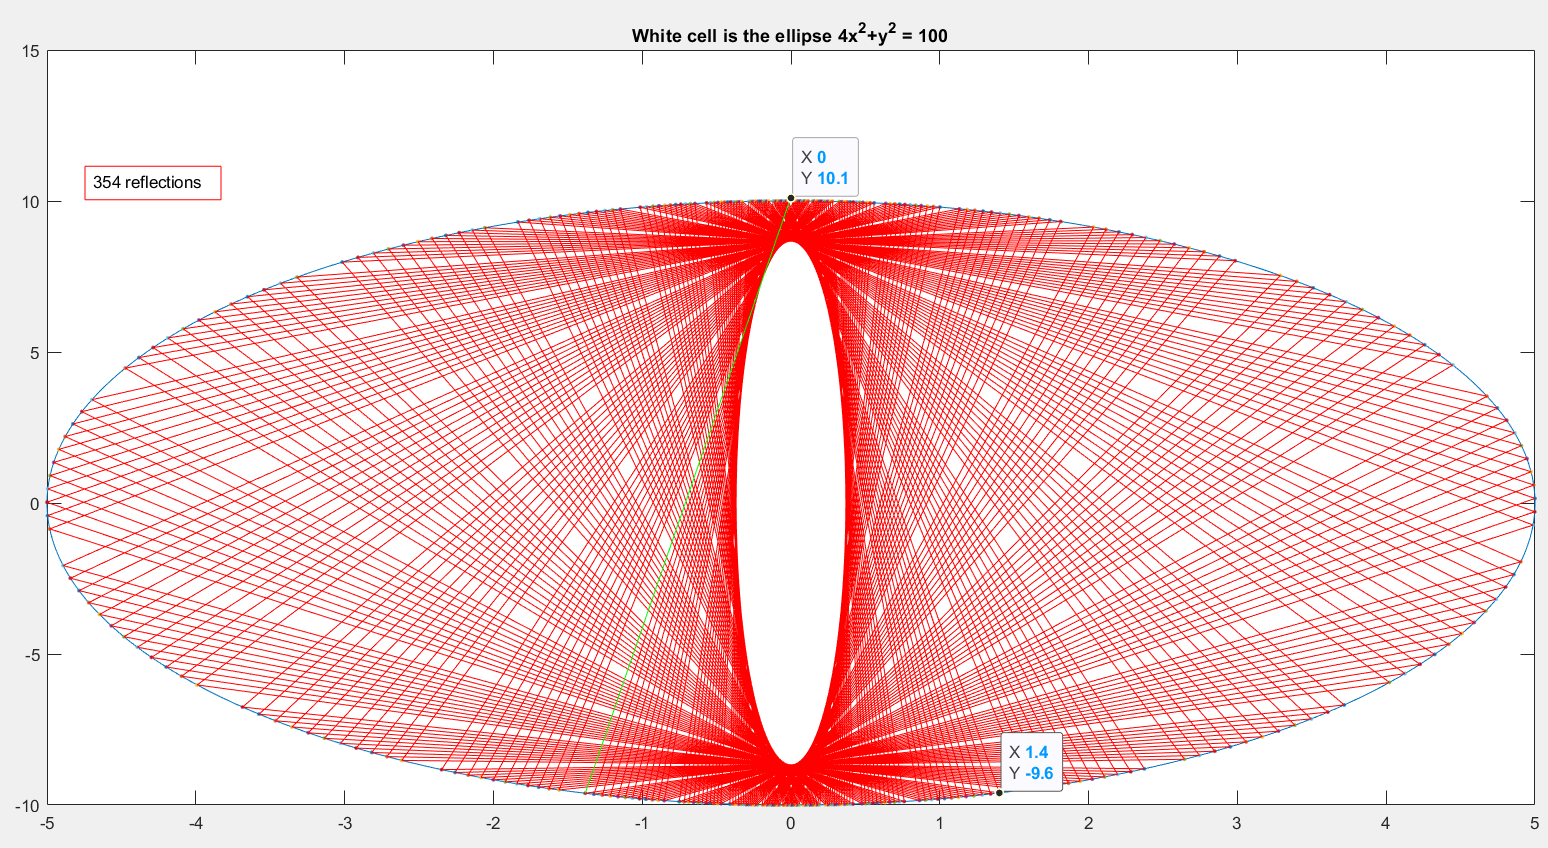 White cell is the ellipse 4x²+y² = 100
15
X 0
Y 10.1
354 reflections
10
5
0
-5
X 1.4
Y -9.6
-10
-5 -4 -3 -2 -1 0 1 2 3 4 5